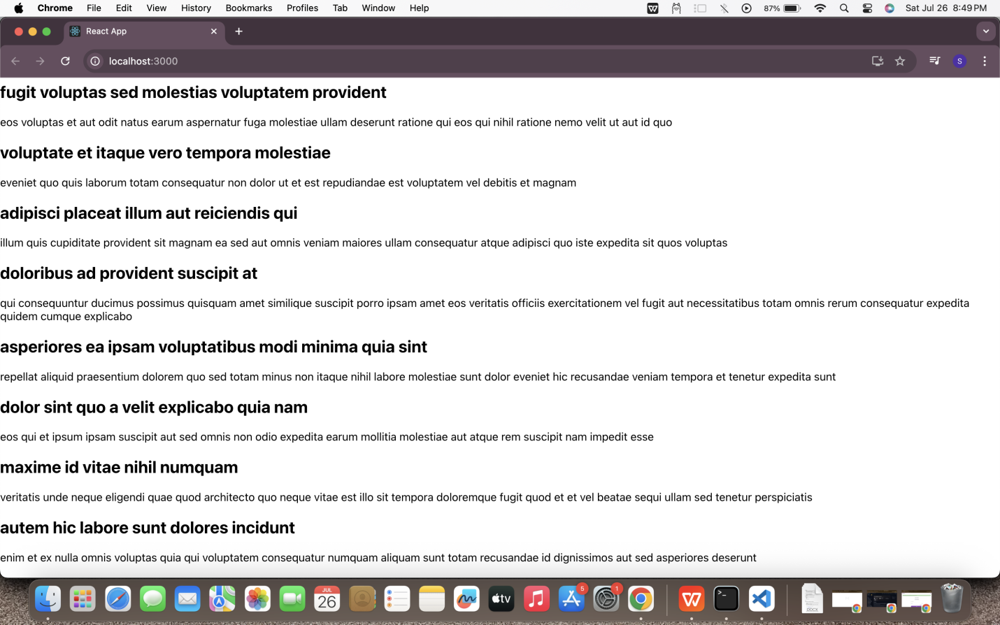 Chrome File Edit View History Bookmarks Profiles Tab Window Help 87% Sat Jul 26 8:49 PM
React App
localhost:3000 S
fugit voluptas sed molestias voluptatem provident
eos voluptas et aut odit natus earum aspernatur fuga molestiae ullam deserunt ratione qui eos qui nihil ratione nemo velit ut aut id quo
voluptate et itaque vero tempora molestiae
eveniet quo quis laborum totam consequatur non dolor ut et est repudiandae est voluptatem vel debitis et magnam
adipisci placeat illum aut reiciendis qui
illum quis cupiditate provident sit magnam ea sed aut omnis veniam maiores ullam consequatur atque adipisci quo iste expedita sit quos voluptas
doloribus ad provident suscipit at
qui consequuntur ducimus possimus quisquam amet similique suscipit porro ipsam amet eos veritatis officiis exercitationem vel fugit aut necessitatibus totam omnis rerum consequatur expedita
quidem cumque explicabo
asperiores ea ipsam voluptatibus modi minima quia sint
repellat aliquid praesentium dolorem quo sed totam minus non itaque nihil labore molestiae sunt dolor eveniet hic recusandae veniam tempora et tenetur expedita sunt
dolor sint quo a velit explicabo quia nam
eos qui et ipsum ipsam suscipit aut sed omnis non odio expedita earum mollitia molestiae aut atque rem suscipit nam impedit esse
maxime id vitae nihil numquam
veritatis unde neque eligendi quae quod architecto quo neque vitae est illo sit tempora doloremque fugit quod et et vel beatae sequi ullam sed tenetur perspiciatis
autem hic labore sunt dolores incidunt
enim et ex nulla omnis voluptas quia qui voluptatem consequatur numquam aliquam sunt totam recusandae id dignissimos aut sed asperiores deserunt
JUL
26
tv
5
1
DOCX